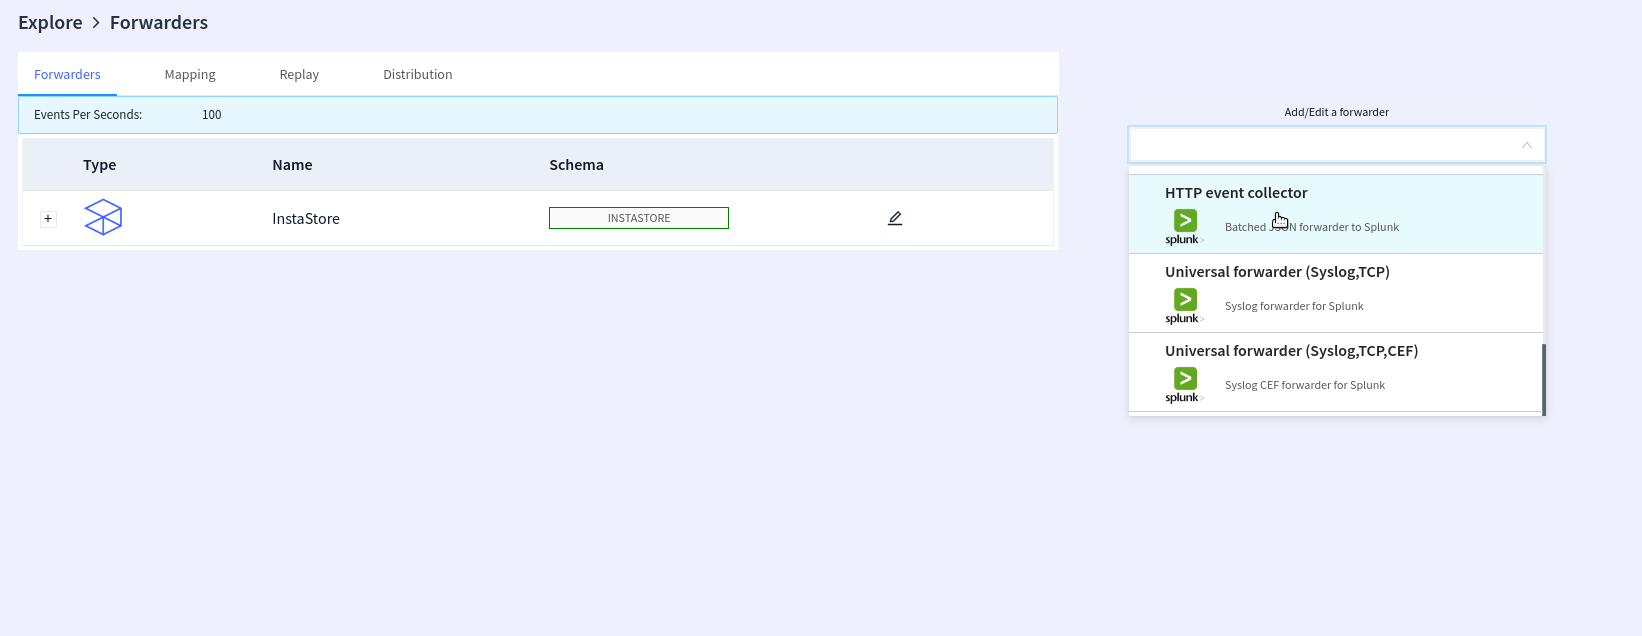 Explore > Forwarders
Forwarders Mapping Replay Distribution
Events Per Seconds: 100
Type Name Schema
+ InstaStore INSTASTORE
Add/Edit a forwarder
HTTP event collector
splunk> Batched JSON forwarder to Splunk
Universal forwarder (Syslog,TCP)
splunk> Syslog forwarder for Splunk
Universal forwarder (Syslog,TCP,CEF)
splunk> Syslog CEF forwarder for Splunk